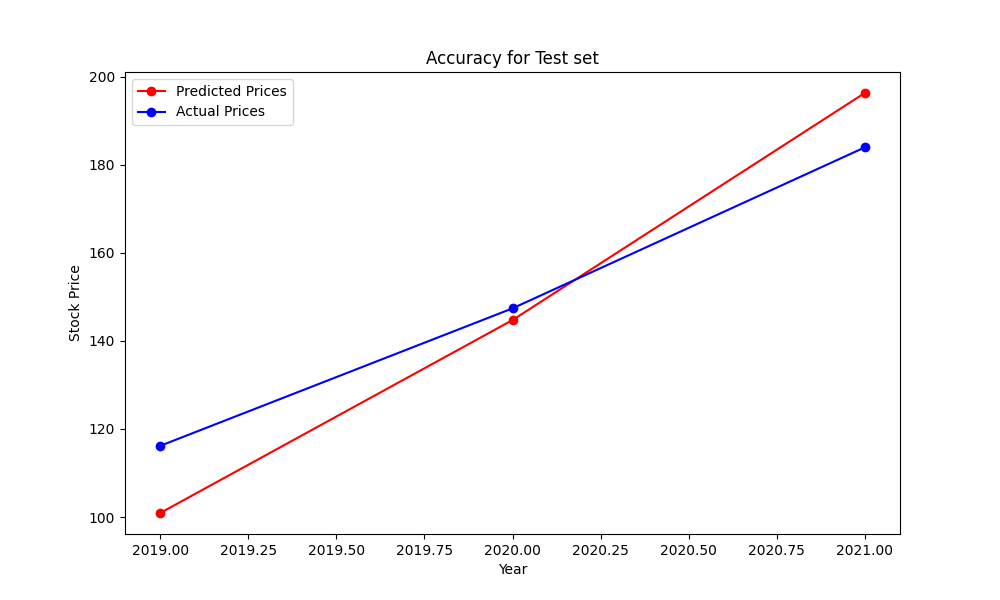 Accuracy for Test set
Predicted Prices
Actual Prices
200
180
160
140
120
100
Stock Price
2019.00 2019.25 2019.50 2019.75 2020.00 2020.25 2020.50 2020.75 2021.00
Year